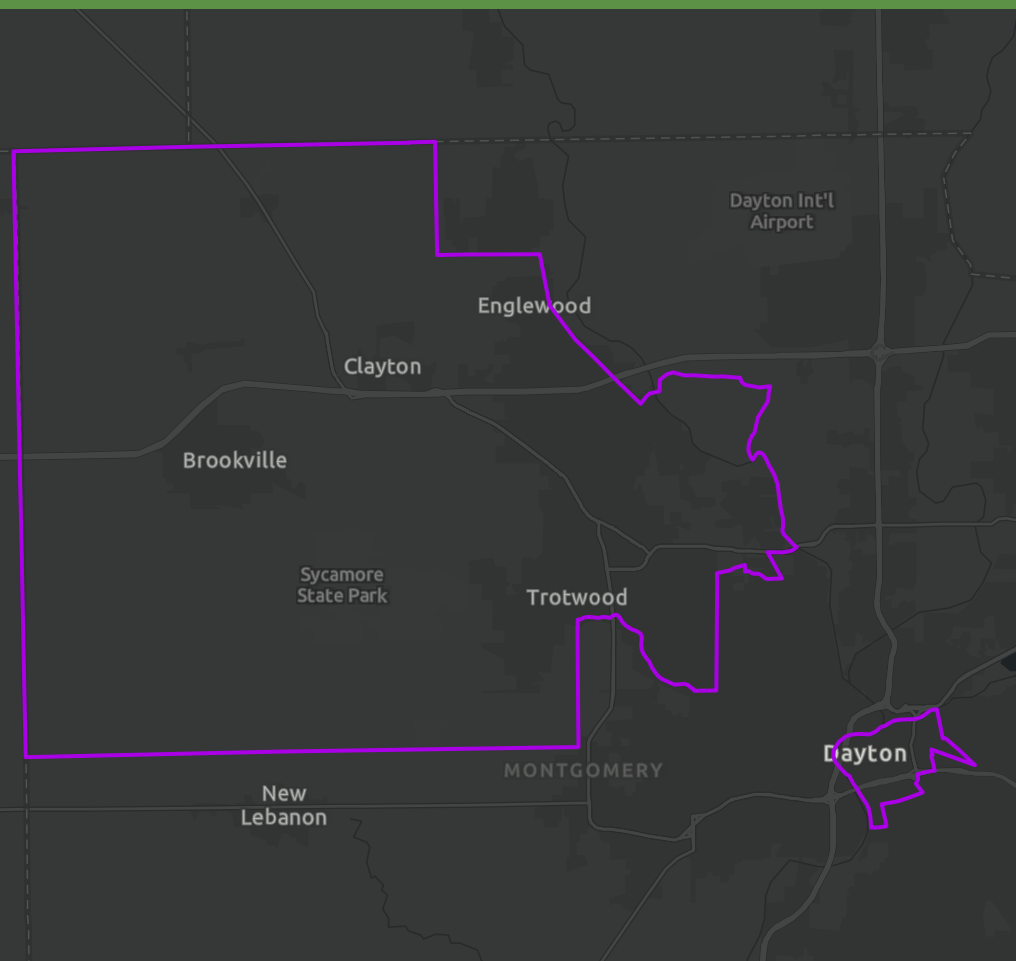 Dayton Int'l
Airport
Englewood
Clayton
Brookville
Sycamore
State Park
Trotwood
Dayton
MONTGOMERY
New
Lebanon